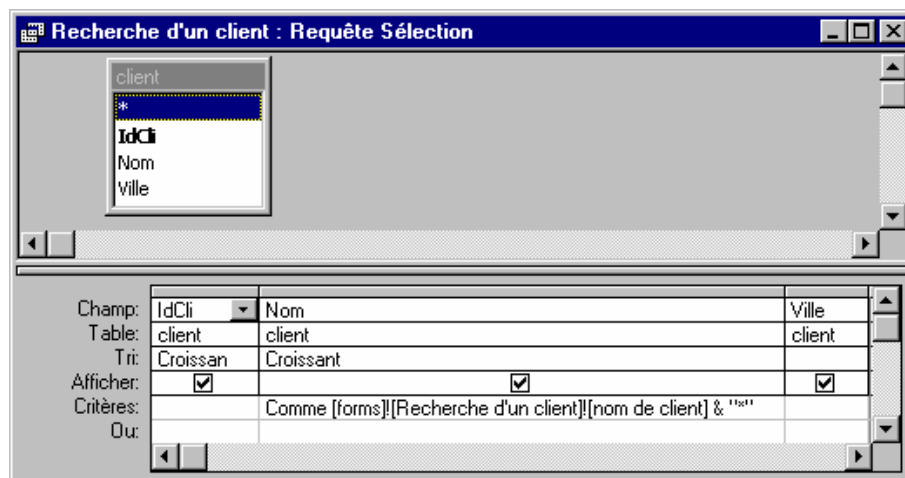 Recherche d'un client : Requête Sélection
client
*
IdCli
Nom
Ville
Champ: IdCli Nom Ville
Table: client client client
Tri: Croissan Croissant
Afficher:
Critères: Comme [forms]![Recherche d'un client]![nom de client] & "*"
Ou: